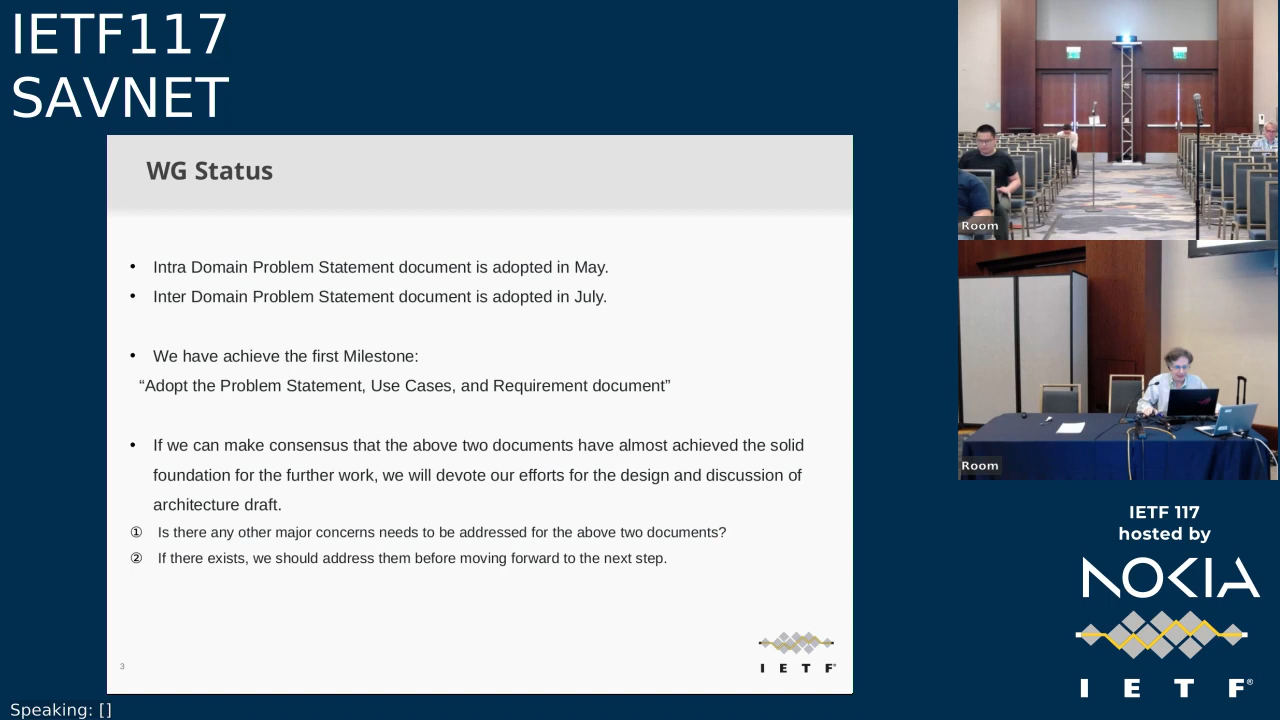 IETF117
SAVNET
WG Status
• Intra Domain Problem Statement document is adopted in May.
• Inter Domain Problem Statement document is adopted in July.
• We have achieve the first Milestone:
“Adopt the Problem Statement, Use Cases, and Requirement document”
• If we can make consensus that the above two documents have almost achieved the solid
foundation for the further work, we will devote our efforts for the design and discussion of
architecture draft.
① Is there any other major concerns needs to be addressed for the above two documents?
② If there exists, we should address them before moving forward to the next step.
3
I E T F®
Room
Room
IETF 117
hosted by
NOKIA
I E T F®
Speaking: []